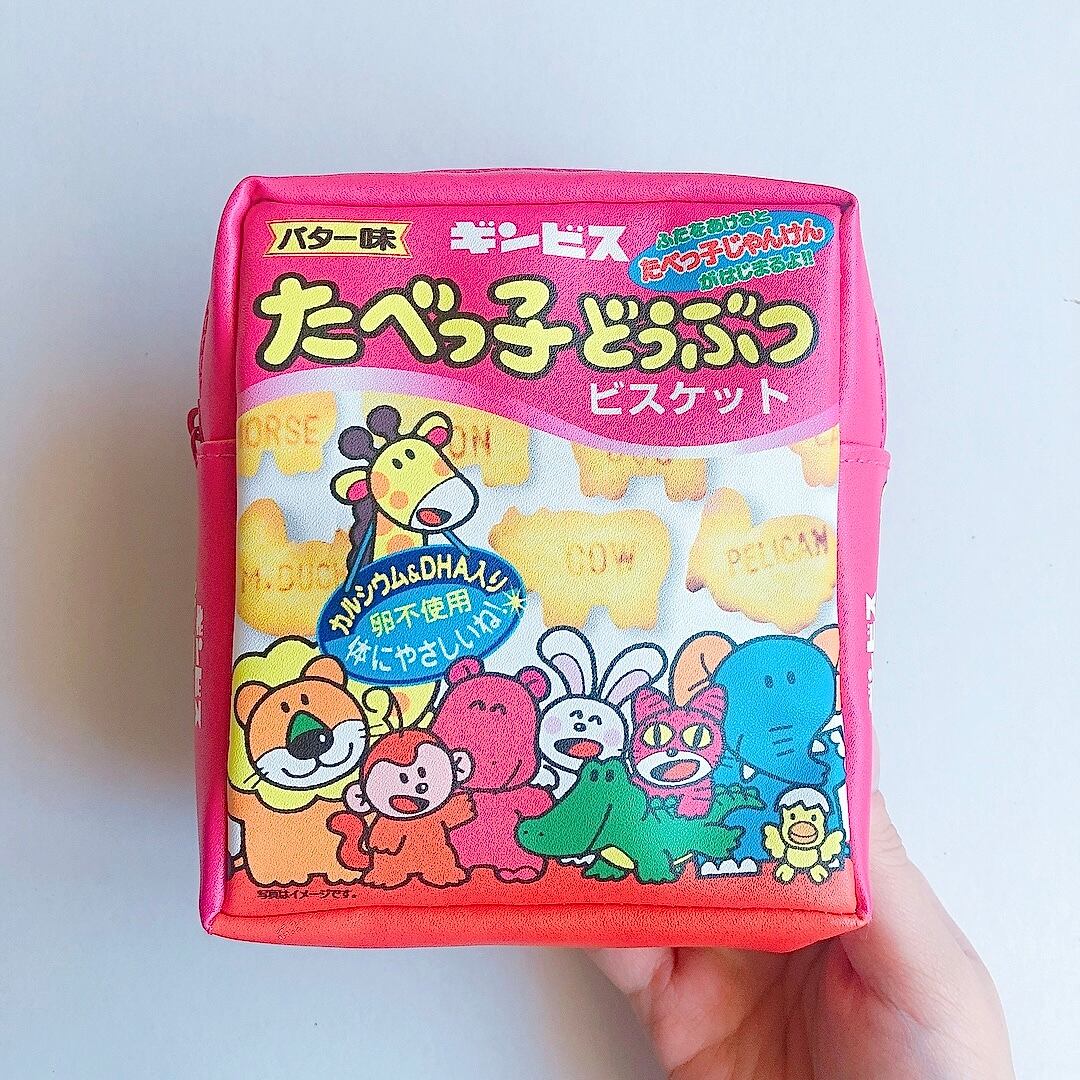 バター味
ギンビス
ふたをあけると
たべっ子じゃんけん
がはじまるよ!!
たべっ子どうぶつ
ビスケット
ORSE
ON
COW
PELICAN
カルシウム&DHA入り
卵不使用
体にやさしいね!
写真はイメージです。